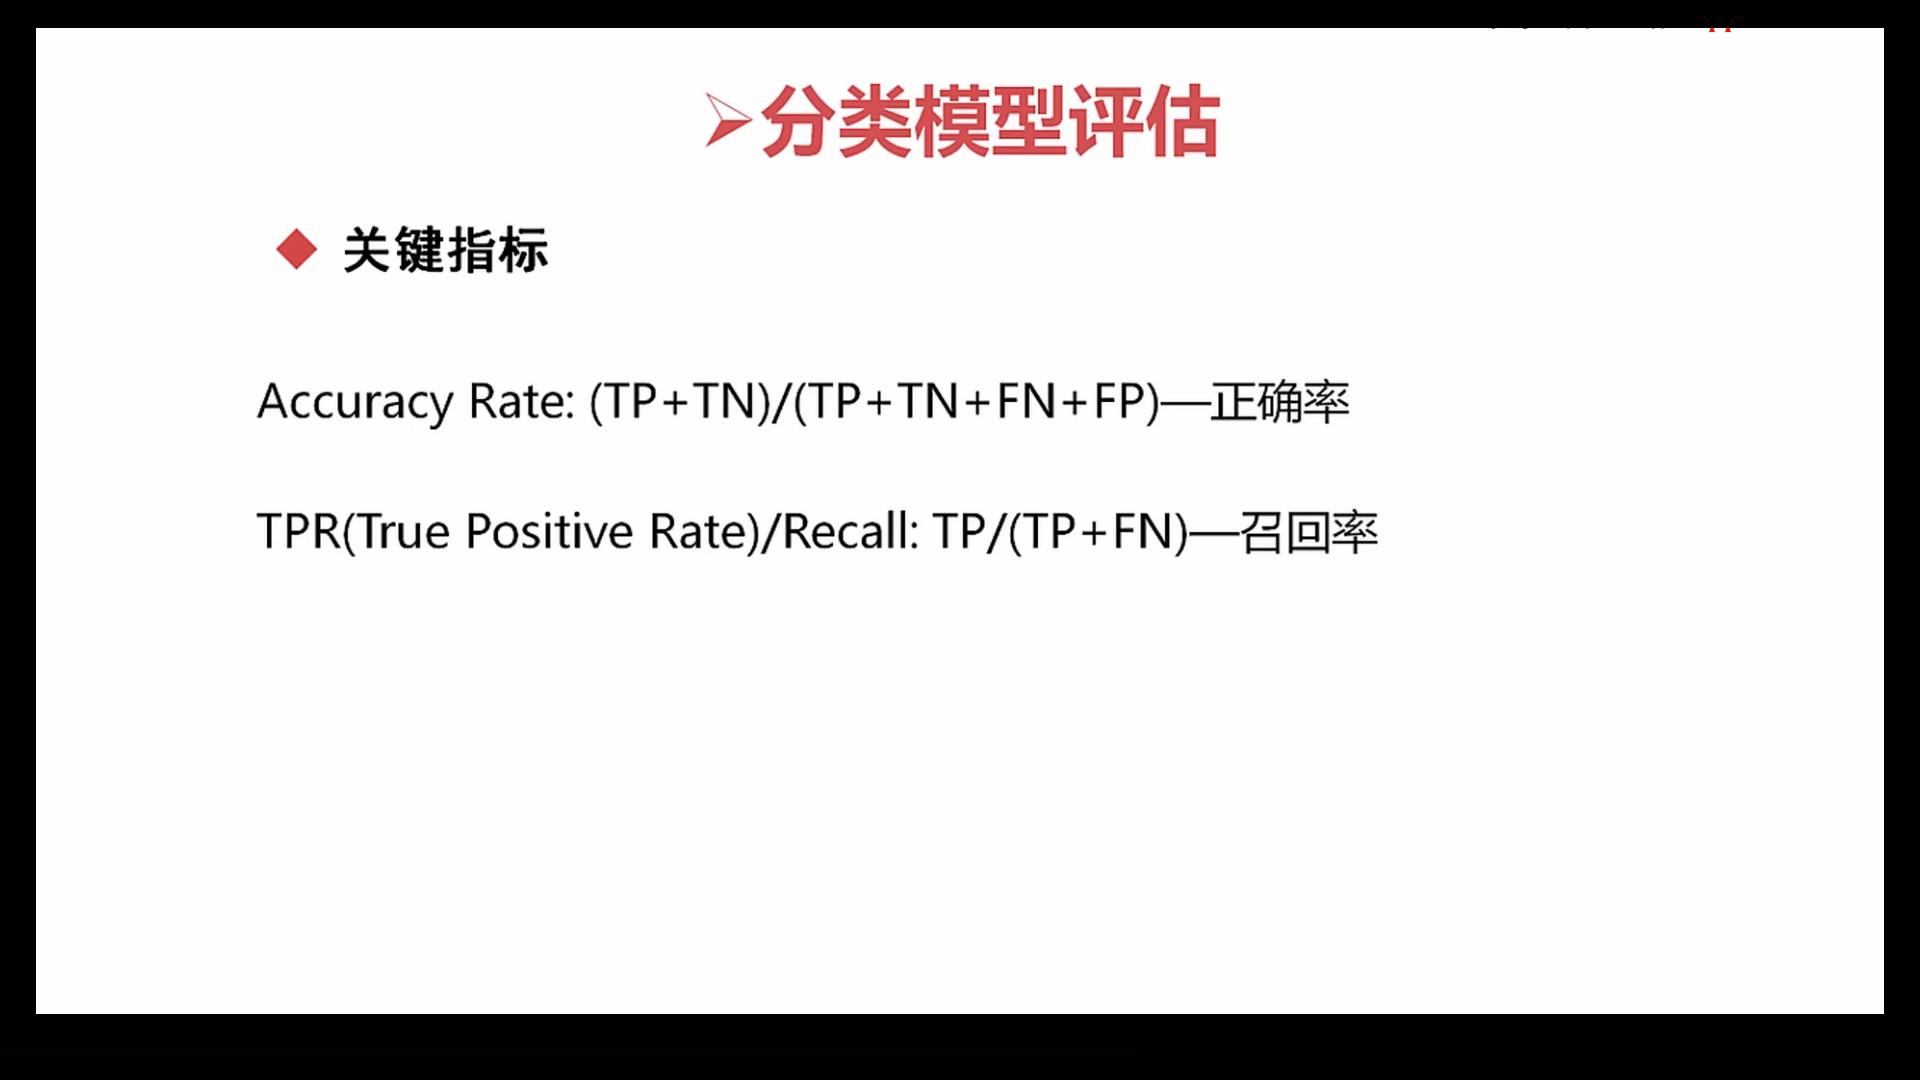 分类模型评估
关键指标
Accuracy Rate: (TP+TN)/(TP+TN+FN+FP)—正确率
TPR(True Positive Rate)/Recall: TP/(TP+FN)—召回率